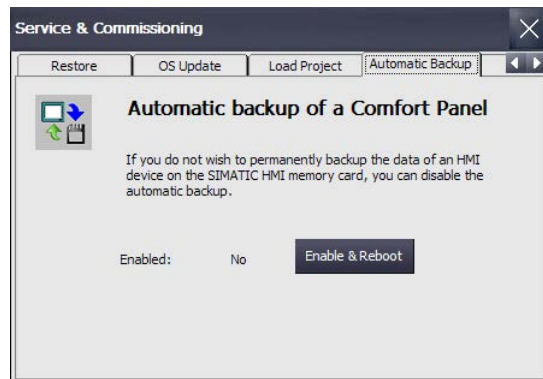 Service & Commissioning
Restore
OS Update
Load Project
Automatic Backup
Automatic backup of a Comfort Panel
If you do not wish to permanently backup the data of an HMI
device on the SIMATIC HMI memory card, you can disable the
automatic backup.
Enabled: No
Enable & Reboot